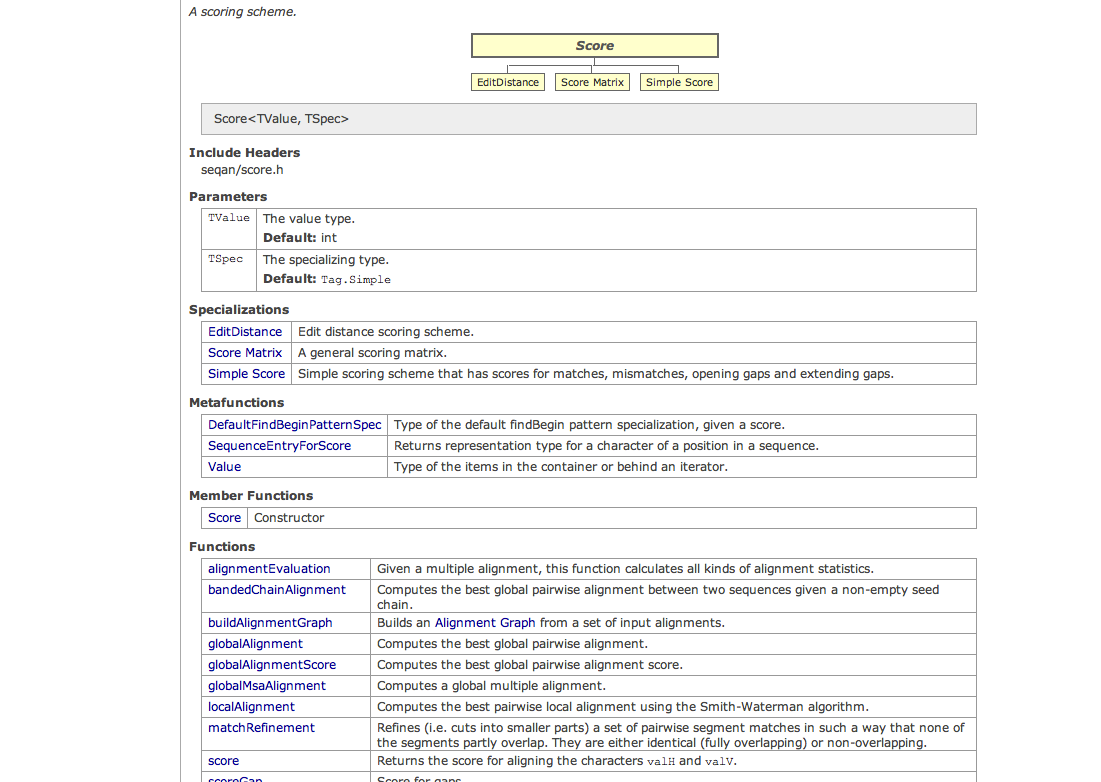 A scoring scheme.
Score
EditDistance Score Matrix Simple Score
Score<TValue, TSpec>
Include Headers
seqan/score.h
Parameters
TValue The value type.
Default: int
TSpec The specializing type.
Default: Tag.Simple
Specializations
EditDistance Edit distance scoring scheme.
Score Matrix A general scoring matrix.
Simple Score Simple scoring scheme that has scores for matches, mismatches, opening gaps and extending gaps.
Metafunctions
DefaultFindBeginPatternSpec Type of the default findBegin pattern specialization, given a score.
SequenceEntryForScore Returns representation type for a character of a position in a sequence.
Value Type of the items in the container or behind an iterator.
Member Functions
Score Constructor
Functions
alignmentEvaluation Given a multiple alignment, this function calculates all kinds of alignment statistics.
bandedChainAlignment Computes the best global pairwise alignment between two sequences given a non-empty seed
chain.
buildAlignmentGraph Builds an Alignment Graph from a set of input alignments.
globalAlignment Computes the best global pairwise alignment.
globalAlignmentScore Computes the best global pairwise alignment score.
globalMsaAlignment Computes a global multiple alignment.
localAlignment Computes the best pairwise local alignment using the Smith-Waterman algorithm.
matchRefinement Refines (i.e. cuts into smaller parts) a set of pairwise segment matches in such a way that none of
the segments partly overlap. They are either identical (fully overlapping) or non-overlapping.
score Returns the score for aligning the characters valH and valV.
scoreGap Score for gaps.